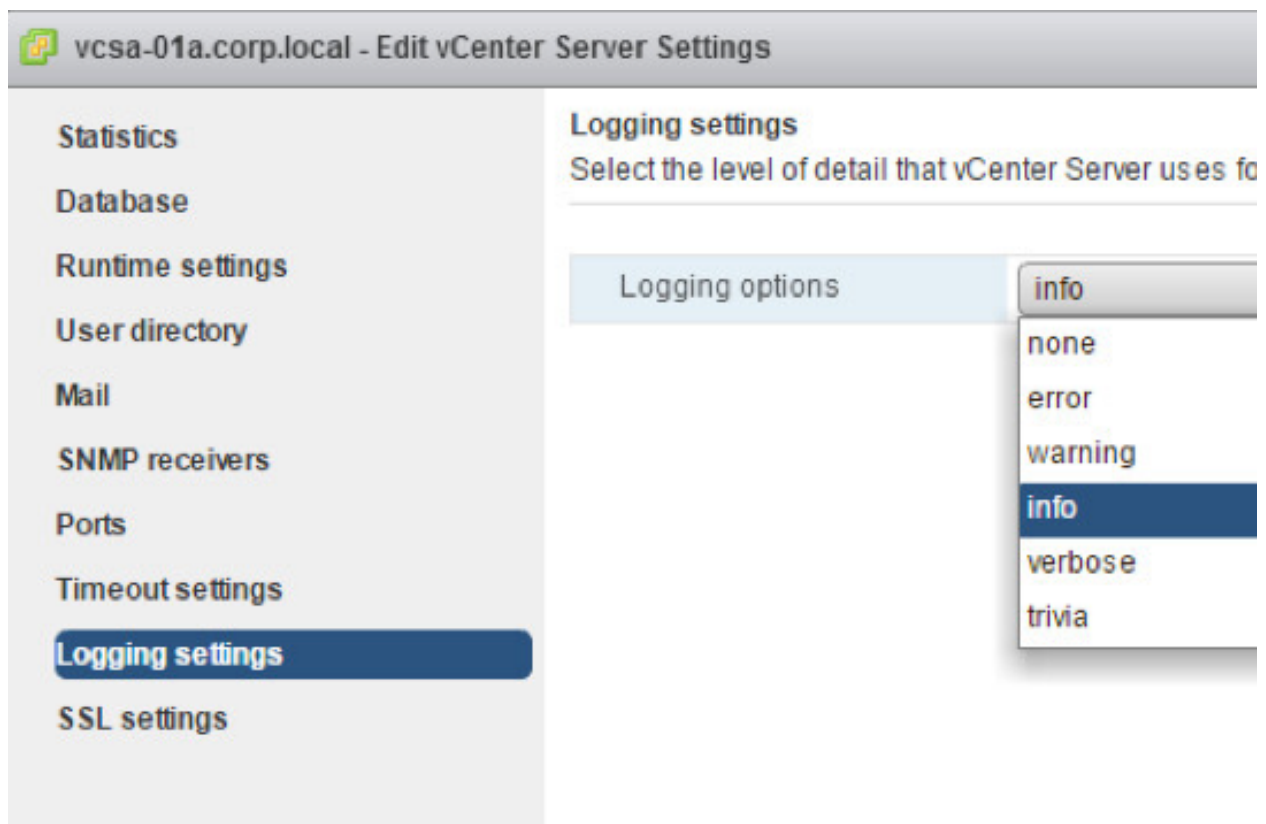 vcsa-01a.corp.local - Edit vCenter Server Settings
Statistics
Database
Runtime settings
User directory
Mail
SNMP receivers
Ports
Timeout settings
Logging settings
SSL settings
Logging settings
Select the level of detail that vCenter Server uses fo
Logging options
info
none
error
warning
info
verbose
trivia